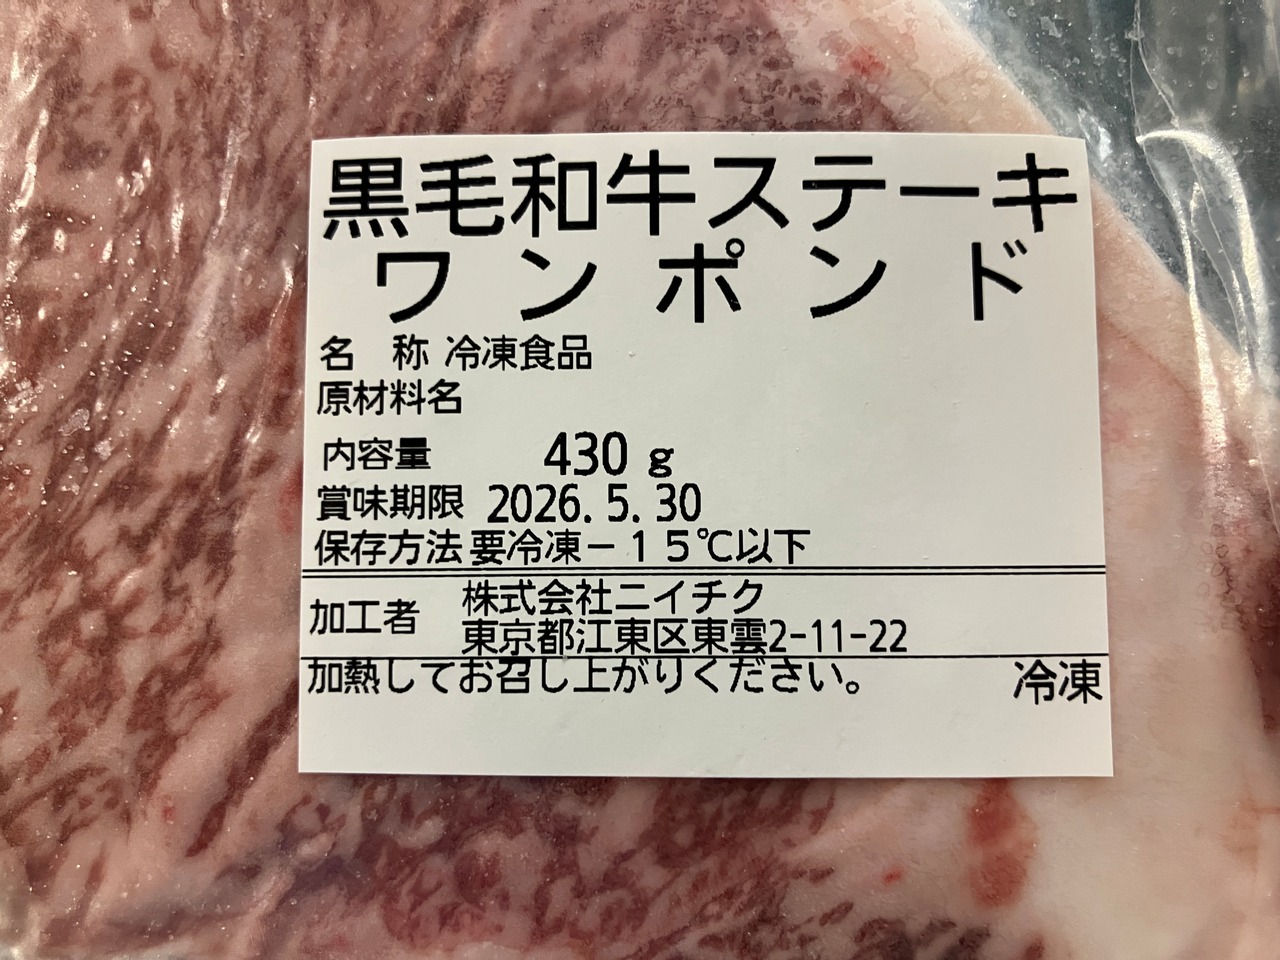 黒毛和牛ステーキ
ワンポンド
名　称 冷凍食品
原材料名
内容量 430 g
賞味期限 2026. 5. 30
保存方法 要冷凍－１５℃以下
加工者 株式会社ニイチク
東京都江東区東雲2-11-22
加熱してお召し上がりください。 冷凍